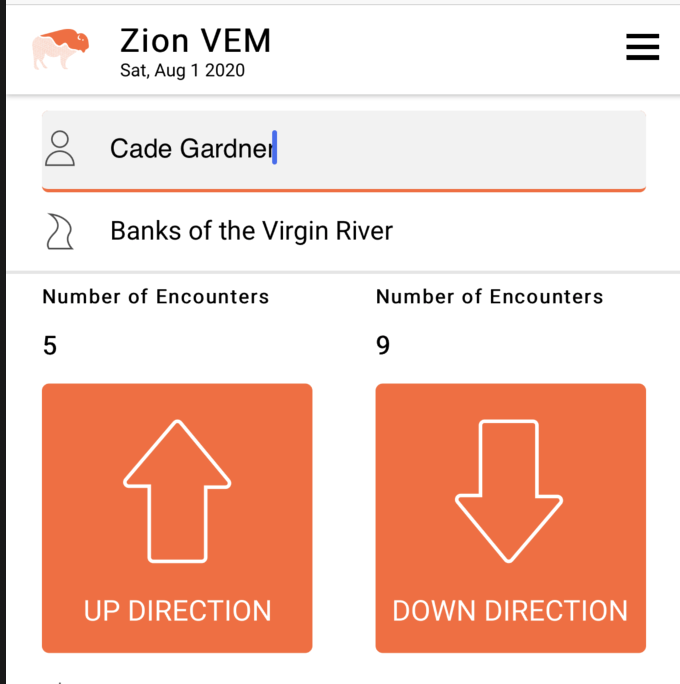 Zion VEM
Sat, Aug 1 2020
Cade Gardner
Banks of the Virgin River
Number of Encounters
5
UP DIRECTION
Number of Encounters
9
DOWN DIRECTION